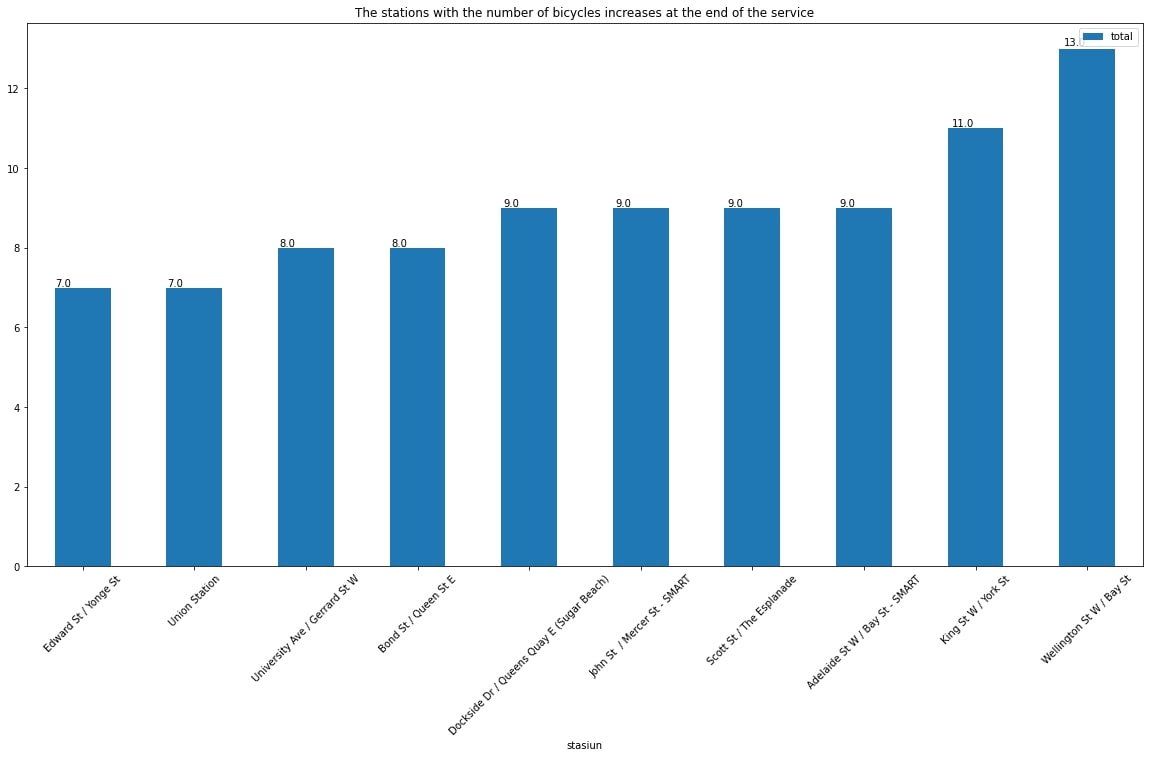 The stations with the number of bicycles increases at the end of the service
total
13.0
11.0
9.0 9.0 9.0 9.0
8.0 8.0
7.0 7.0
12
10
8
6
4
2
0
Edward St / Yonge St
Union Station
University Ave / Gerrard St W
Bond St / Queen St E
Dockside Dr / Queens Quay E (Sugar Beach)
John St  / Mercer St - SMART
Scott St / The Esplanade
Adelaide St W / Bay St - SMART
King St W / York St
Wellington St W / Bay St
stasiun